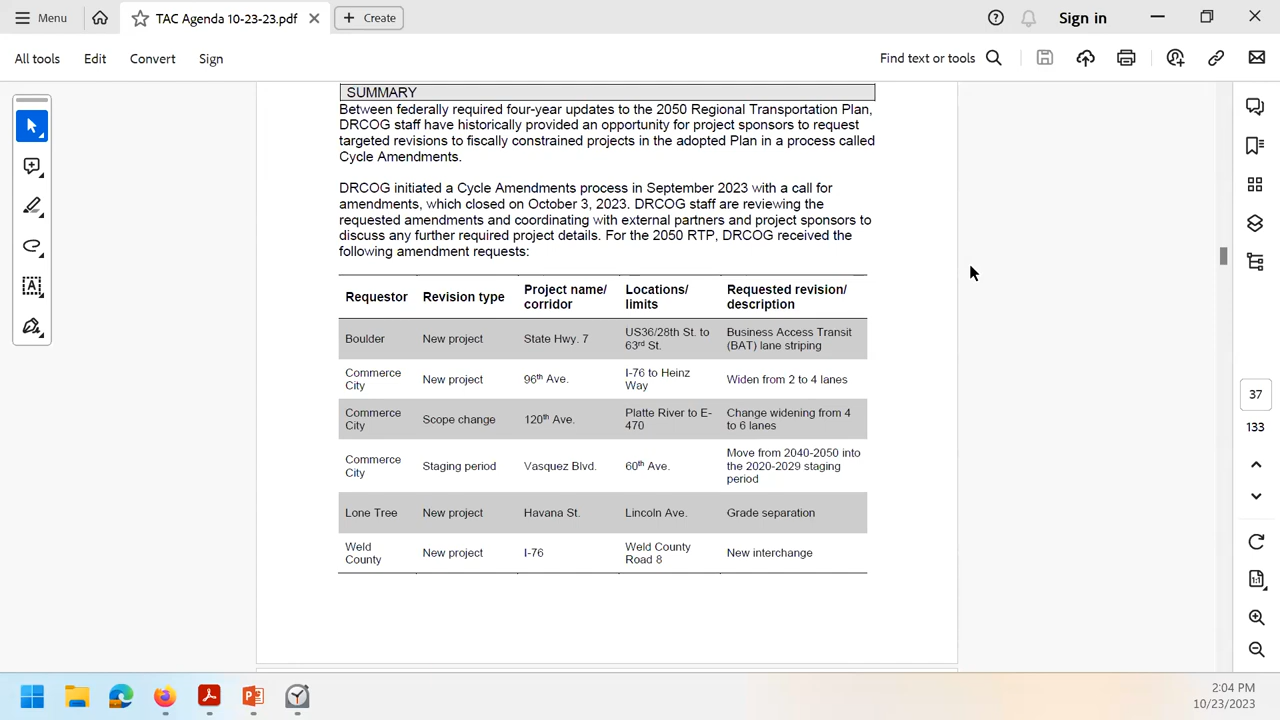 Menu
TAC Agenda 10-23-23.pdf
Create
Sign in
All tools
Edit
Convert
Sign
Find text or tools
SUMMARY
Between federally required four-year updates to the 2050 Regional Transportation Plan,
DRCOG staff have historically provided an opportunity for project sponsors to request
targeted revisions to fiscally constrained projects in the adopted Plan in a process called
Cycle Amendments.
DRCOG initiated a Cycle Amendments process in September 2023 with a call for
amendments, which closed on October 3, 2023. DRCOG staff are reviewing the
requested amendments and coordinating with external partners and project sponsors to
discuss any further required project details. For the 2050 RTP, DRCOG received the
following amendment requests:
Requestor Revision type Project name/ corridor Locations/ limits Requested revision/ description
Boulder New project State Hwy. 7 US36/28th St. to 63rd St. Business Access Transit (BAT) lane striping
Commerce City New project 96th Ave. I-76 to Heinz Way Widen from 2 to 4 lanes
Commerce City Scope change 120th Ave. Platte River to E-470 Change widening from 4 to 6 lanes
Commerce City Staging period Vasquez Blvd. 60th Ave. Move from 2040-2050 into the 2020-2029 staging period
Lone Tree New project Havana St. Lincoln Ave. Grade separation
Weld County New project I-76 Weld County Road 8 New interchange
37
133
1:1
2:04 PM
10/23/2023